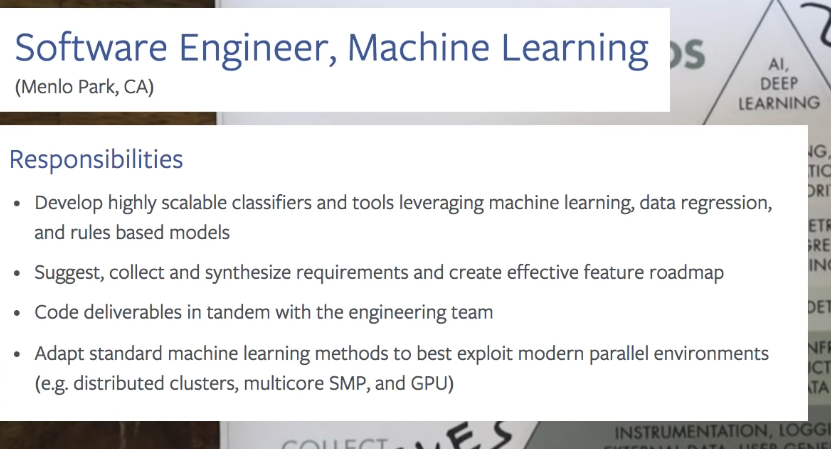 Software Engineer, Machine Learning
(Menlo Park, CA)
AI,
DEEP
LEARNING
Responsibilities
• Develop highly scalable classifiers and tools leveraging machine learning, data regression,
and rules based models
• Suggest, collect and synthesize requirements and create effective feature roadmap
• Code deliverables in tandem with the engineering team
• Adapt standard machine learning methods to best exploit modern parallel environments
(e.g. distributed clusters, multicore SMP, and GPU)
COLLECT
INSTRUMENTATION,